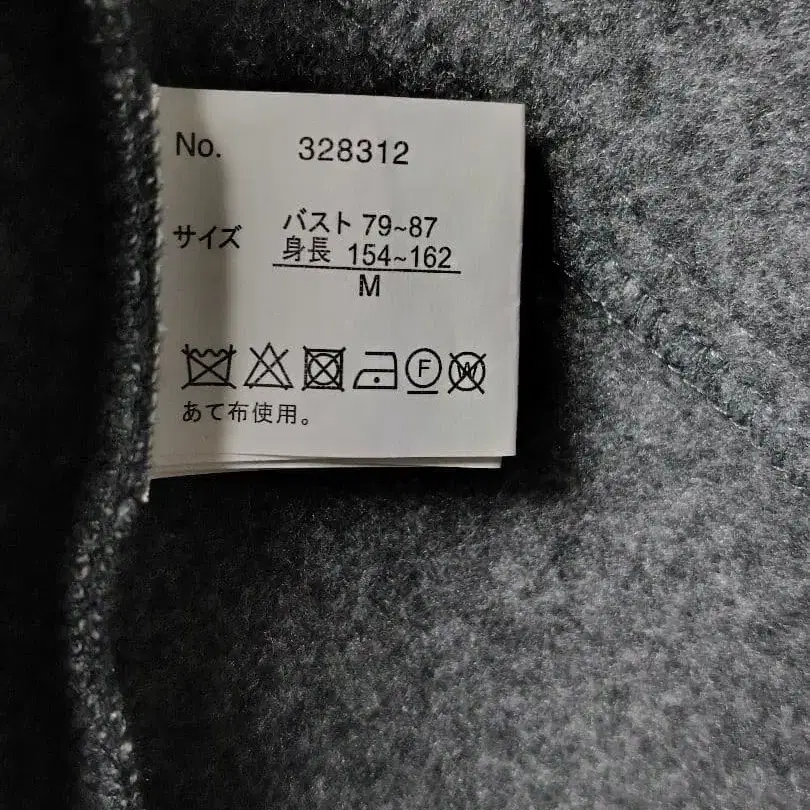 No. 328312
サイズ バスト 79~87
身長 154~162
M
F W
あて布使用。